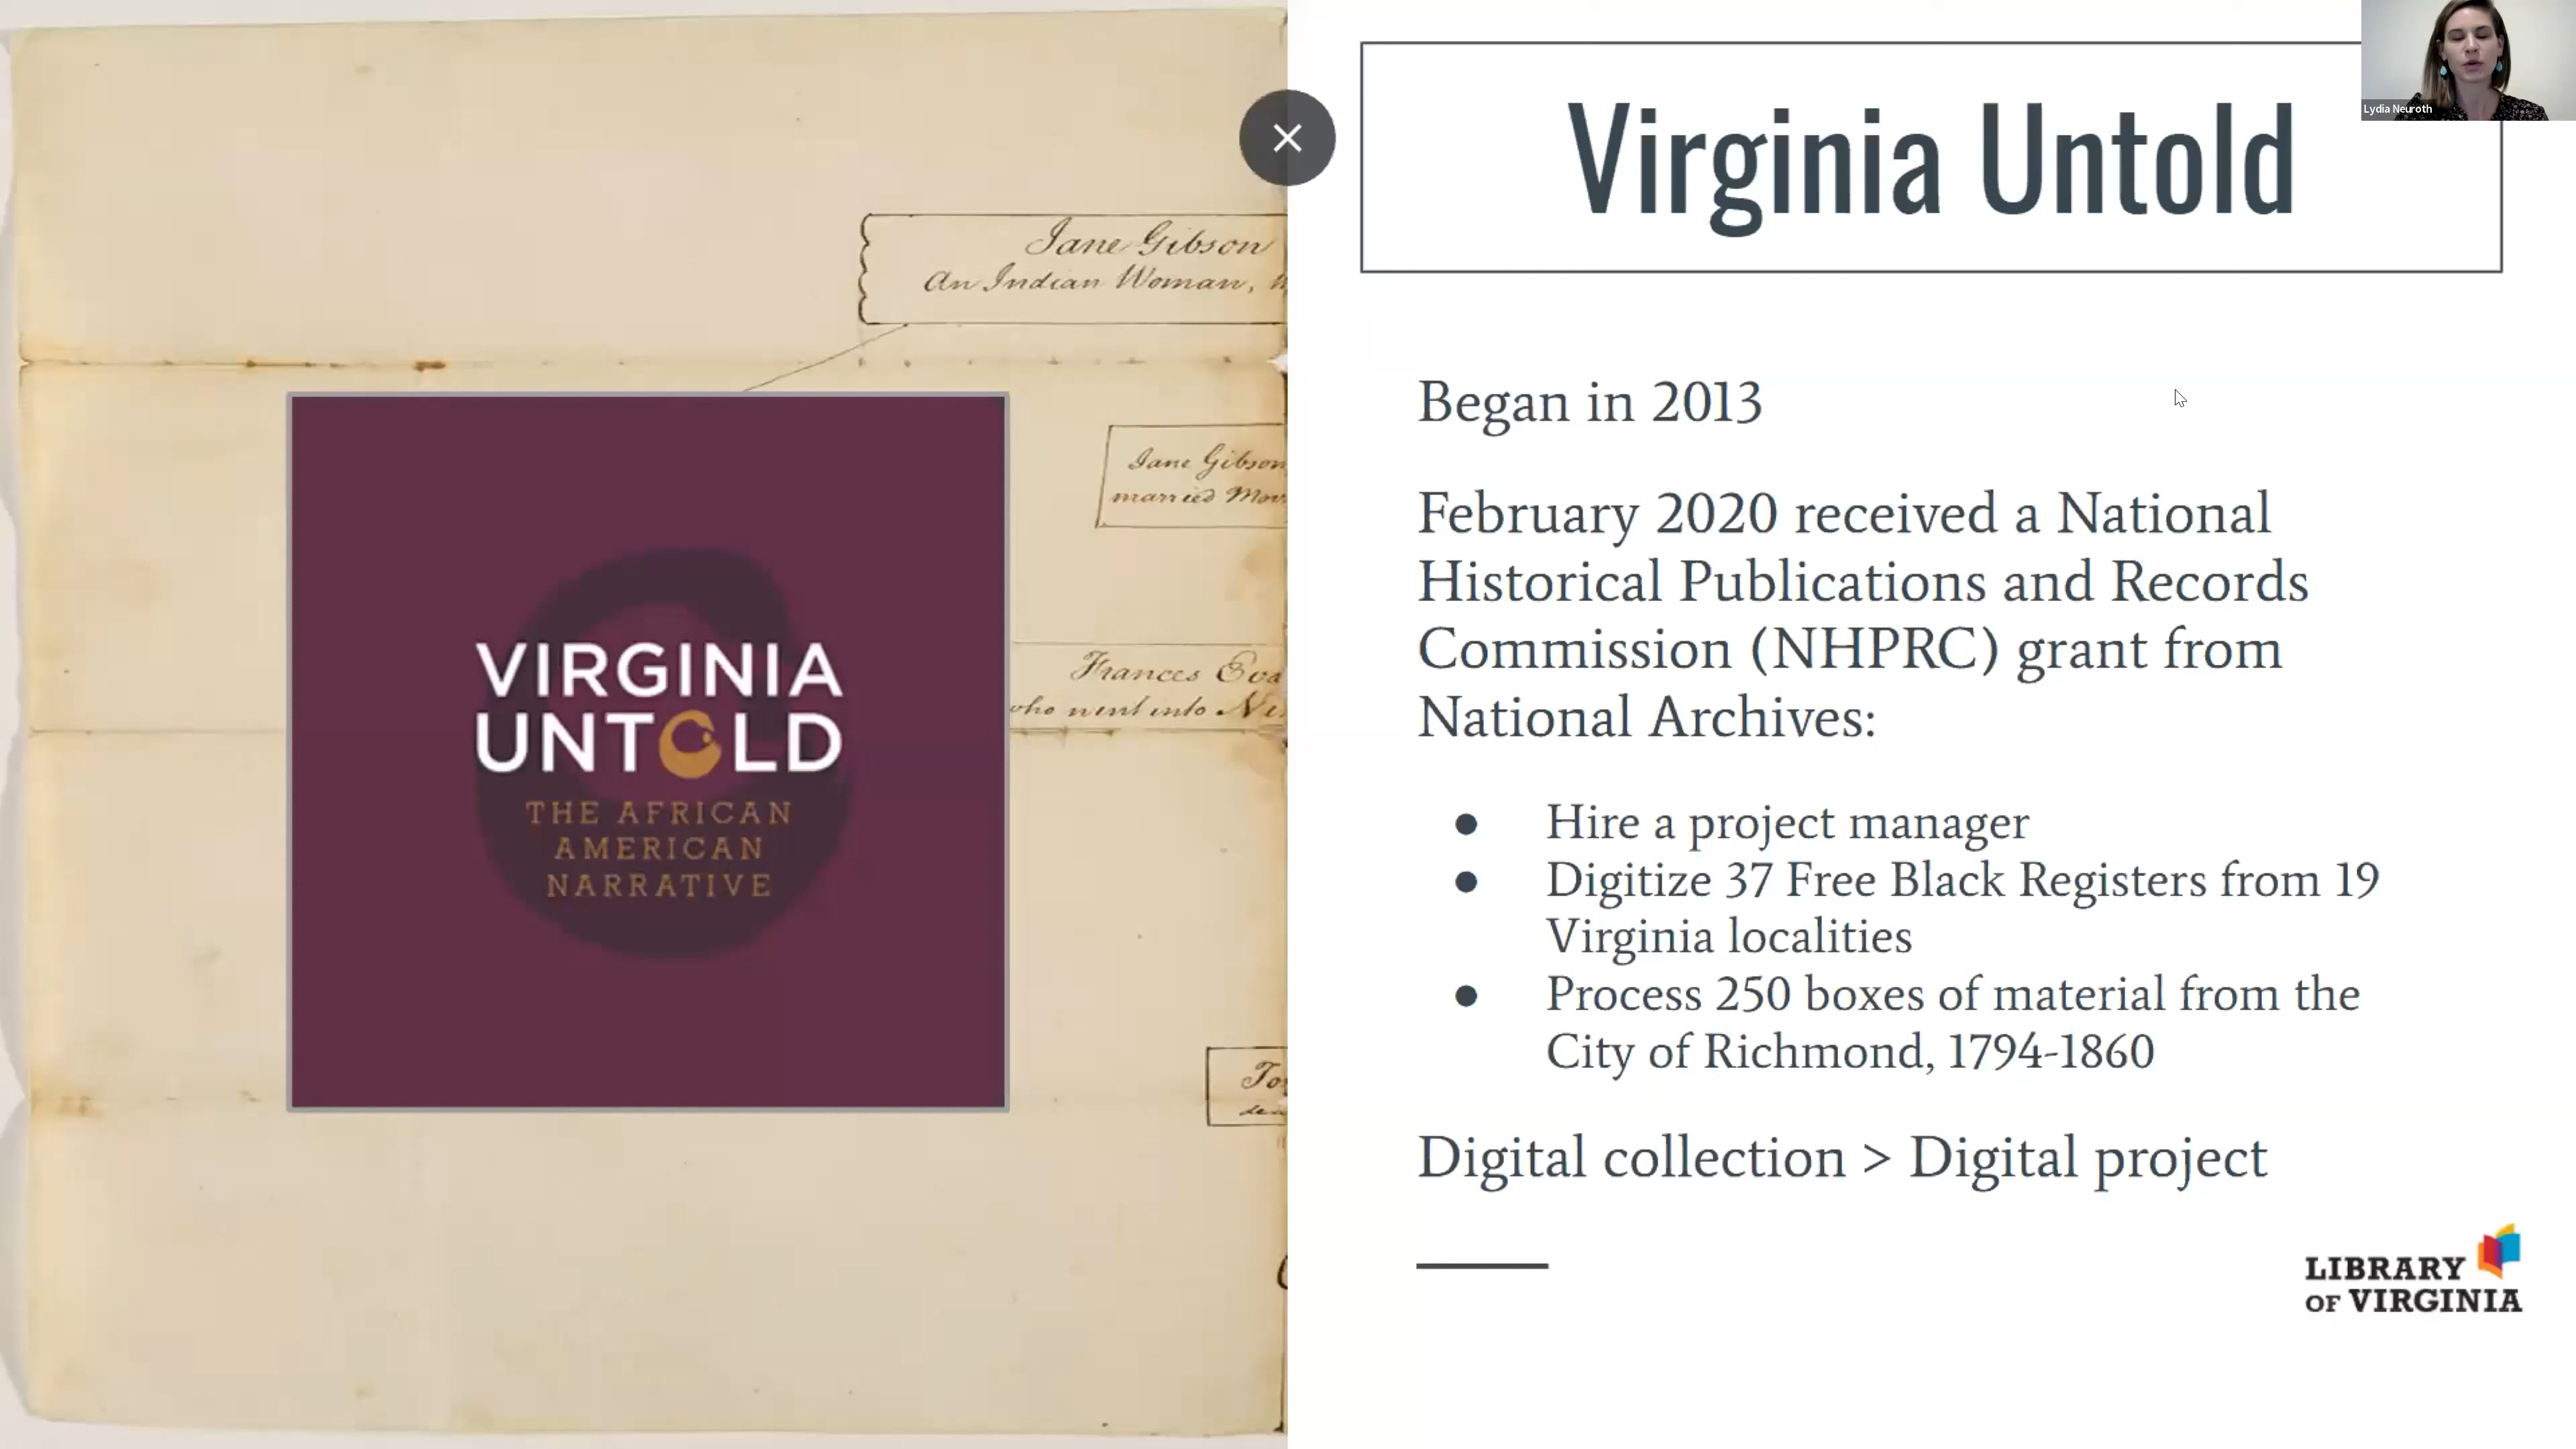 Jane Gibson
An Indian Woman,
Jane Gibson
married
Frances
who went into
VIRGINIA
UNTOLD
THE AFRICAN
AMERICAN
NARRATIVE
Virginia Untold
Lydia Neuroth
Began in 2013
February 2020 received a National
Historical Publications and Records
Commission (NHPRC) grant from
National Archives:
● Hire a project manager
● Digitize 37 Free Black Registers from 19
Virginia localities
● Process 250 boxes of material from the
City of Richmond, 1794-1860
Digital collection > Digital project
LIBRARY
OF VIRGINIA